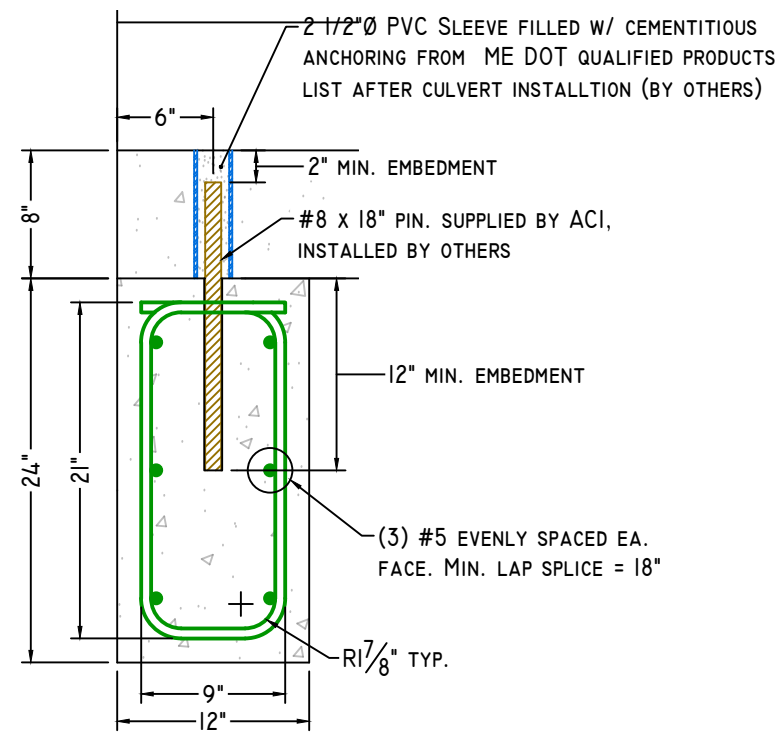 2 1/2"Ø PVC SLEEVE FILLED W/ CEMENTITIOUS
ANCHORING FROM ME DOT QUALIFIED PRODUCTS
LIST AFTER CULVERT INSTALLTION (BY OTHERS)
6"
2" MIN. EMBEDMENT
8"
#8 X 18" PIN. SUPPLIED BY ACI,
INSTALLED BY OTHERS
12" MIN. EMBEDMENT
24"
21"
(3) #5 EVENLY SPACED EA.
FACE. MIN. LAP SPLICE = 18"
R1 7/8" TYP.
9"
12"